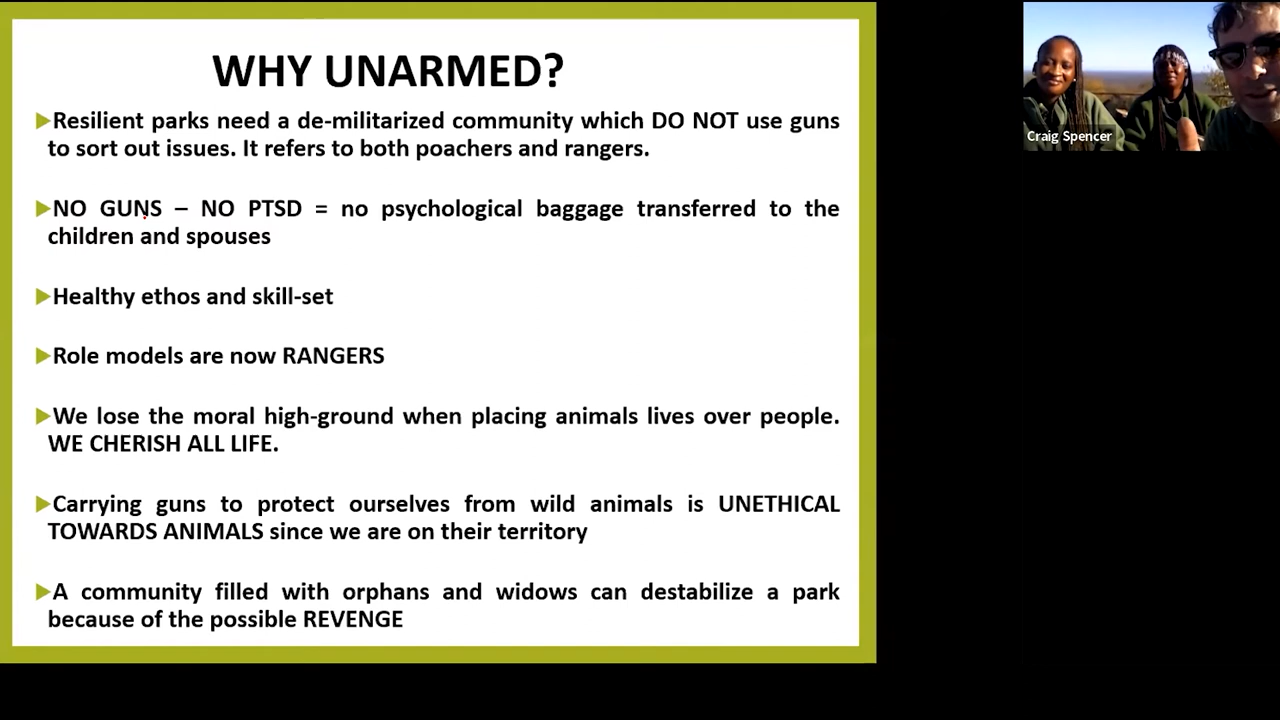 WHY UNARMED?
Resilient parks need a de-militarized community which DO NOT use guns
to sort out issues. It refers to both poachers and rangers.
NO GUNS – NO PTSD = no psychological baggage transferred to the
children and spouses
Healthy ethos and skill-set
Role models are now RANGERS
We lose the moral high-ground when placing animals lives over people.
WE CHERISH ALL LIFE.
Carrying guns to protect ourselves from wild animals is UNETHICAL
TOWARDS ANIMALS since we are on their territory
A community filled with orphans and widows can destabilize a park
because of the possible REVENGE
Craig Spencer